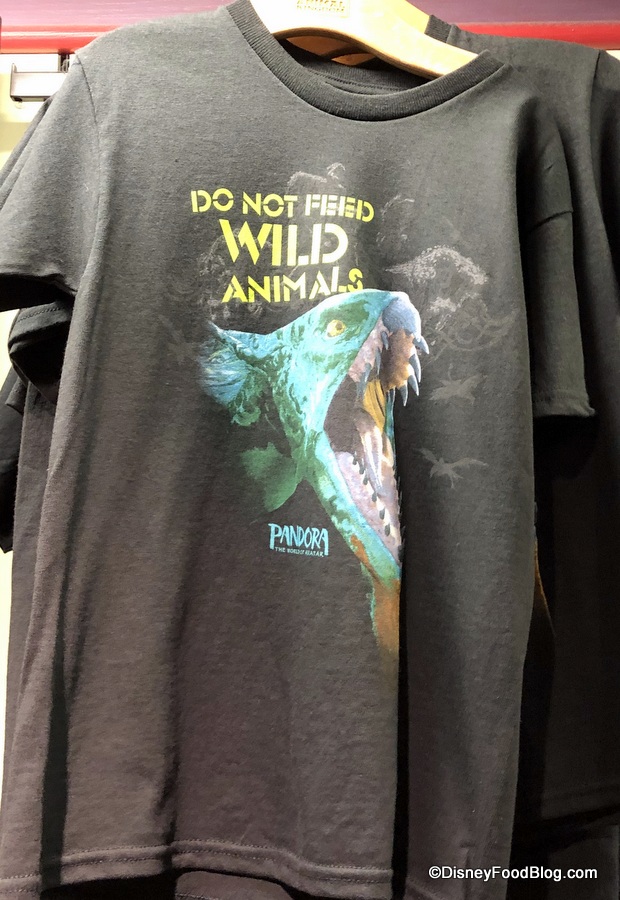 DO NOT FEED
WILD
ANIMALS
PANDORA
THE WORLD OF AVATAR
©DisneyFoodBlog.com